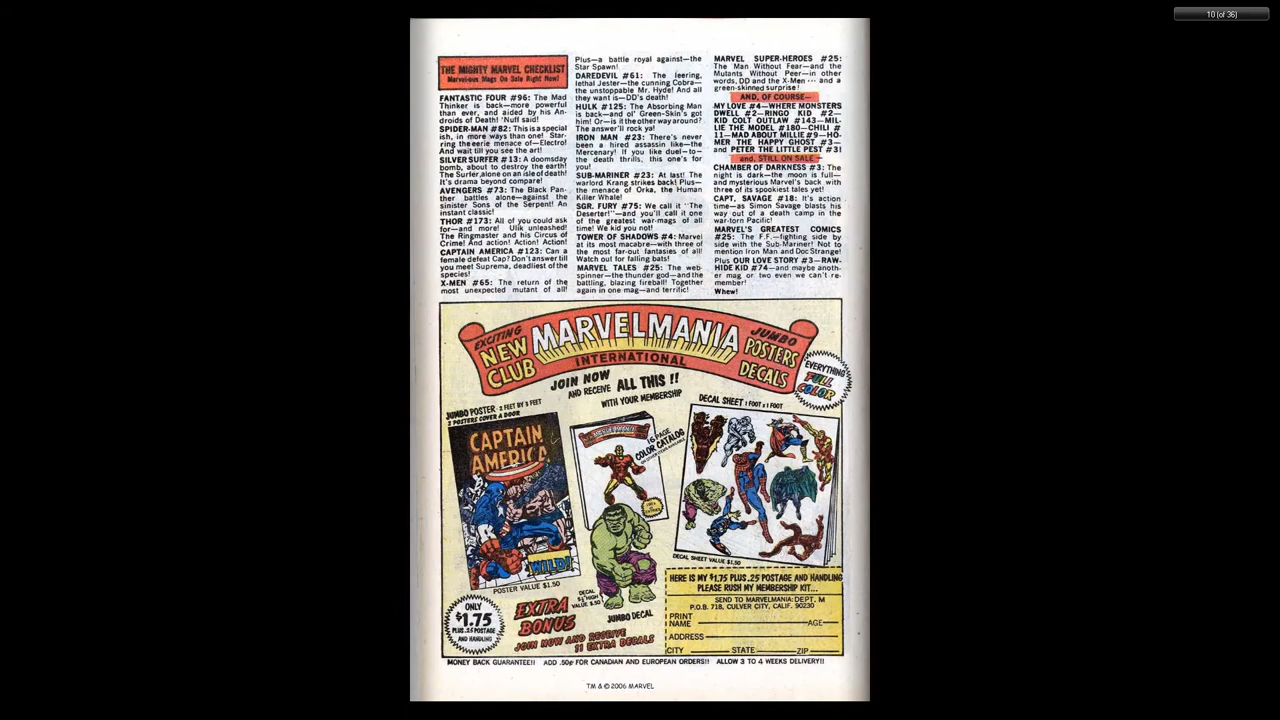 10 (of 36)
THE MIGHTY MARVEL CHECKLIST
Marvel-ous Mags On Sale Right Now!
FANTASTIC FOUR #96: The Mad
Thinker is back—more powerful
than ever, and aided by his An-
droids of Death! 'Nuff said!
SPIDER-MAN #82: This is a special
ish, in more ways than one! Star-
ring the eerie menace of—Electro!
And wait till you see the art!
SILVER SURFER #13: A doomsday
bomb, about to destroy the earth!
The Surfer, alone on an isle of death!
It's drama beyond compare!
AVENGERS #73: The Black Pan-
ther battles alone—against the
sinister Sons of the Serpent! An
instant classic!
THOR #173: All of you could ask
for—and more! Ulik unleashed!
The Ringmaster and his Circus of
Crime! And action! Action! Action!
CAPTAIN AMERICA #123: Can a
female defeat Cap? Don't answer till
you meet Suprema, deadliest of the
species!
X-MEN #65: The return of the
most unexpected mutant of all!
Plus—a battle royal against—the
Star Spawn!
DAREDEVIL #61: The leering,
lethal Jester—the cunning Cobra—
the unstoppable Mr. Hyde! And all
they want is—DD's death!
HULK #125: The Absorbing Man
is back—and ol' Green-Skin's got
him! Or—is it the other way around?
The answer'll rock ya!
IRON MAN #23: There's never
been a hired assassin like—the
Mercenary! If you like duel—to—
the death thrills, this one's for
you!
SUB-MARINER #23: At last! The
warlord Krang strikes back! Plus—
the menace of Orka, the Human
Killer Whale!
SGR. FURY #75: We call it "The
Deserter!"—and you'll call it one
of the greatest war-mags of all
time! We kid you not!
TOWER OF SHADOWS #4: Marvel
at its most macabre—with three of
the most far-out fantasies of all!
Watch out for falling bats!
MARVEL TALES #25: The web-
spinner—the thunder god—and the
battling, blazing fireball! Together
again in one mag—and terrific!
MARVEL SUPER-HEROES #25:
The Man Without Fear—and the
Mutants Without Peer—in other
words, DD and the X-Men --- and a
green-skinned surprise!
AND, OF COURSE—
MY LOVE #4—WHERE MONSTERS
DWELL #2—RINGO KID #2—
KID COLT OUTLAW #143—MIL-
LIE THE MODEL #180—CHILI #
11—MAD ABOUT MILLIE #9—HO-
MER THE HAPPY GHOST #3—
and PETER THE LITTLE PEST #3!
and, STILL ON SALE—
CHAMBER OF DARKNESS #3: The
night is dark—the moon is full—
and mysterious Marvel's back with
three of its spookiest tales yet!
CAPT. SAVAGE #18: It's action
time—as Simon Savage blasts his
way out of a death camp in the
war-torn Pacific!
MARVEL'S GREATEST COMICS
#25: The F.F.—fighting side by
side with the Sub-Mariner! Not to
mention Iron Man and Doc Strange!
Plus OUR LOVE STORY #3—RAW-
HIDE KID #74—and maybe anoth-
er mag or two even we can't re-
member!
Whew!
EXCITING
NEW
CLUB
MARVELMANIA
INTERNATIONAL
JUMBO
POSTERS
DECALS
EVERYTHING
FULL
COLOR
JOIN NOW
AND RECEIVE ALL THIS !!
WITH YOUR MEMBERSHIP
JUMBO POSTER - 2 FEET BY 3 FEET
2 POSTERS COVER A DOOR
CAPTAIN
AMERICA
WILD!
POSTER VALUE $1.50
16 PAGE
COLOR CATALOG
DECAL SHEET 1 FOOT x 1 FOOT
DECAL SHEET VALUE $1.50
ONLY
$1.75
PLUS .25 POSTAGE
AND HANDLING
EXTRA
BONUS
DECAL
HIGH
VALUE $.50
JUMBO DECAL
JOIN NOW AND RECEIVE
11 EXTRA DECALS
HERE IS MY $1.75 PLUS .25 POSTAGE AND HANDLING
PLEASE RUSH MY MEMBERSHIP KIT...
SEND TO MARVELMANIA: DEPT. M
P.O.B. 718, CULVER CITY, CALIF. 90230
PRINT
NAME AGE
ADDRESS
CITY STATE ZIP
MONEY BACK GUARANTEE!! ADD .50¢ FOR CANADIAN AND EUROPEAN ORDERS!! ALLOW 3 TO 4 WEEKS DELIVERY!!
TM & © 2006 MARVEL